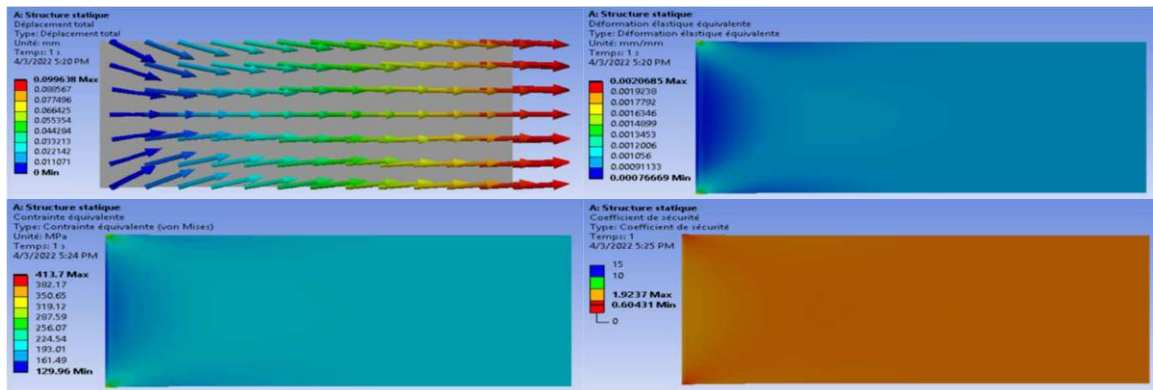 A: Structure statique
Déplacement total
Type: Déplacement total
Unité: mm
Temps: 1 s
4/3/2022 5:20 PM
0.099638 Max
0.088567
0.077496
0.066425
0.055354
0.044284
0.033213
0.022142
0.011071
0 Min
A: Structure statique
Déformation élastique équivalente
Type: Déformation élastique équivalente
Unité: mm/mm
Temps: 1 s
4/3/2022 5:20 PM
0.0020685 Max
0.0019238
0.0017792
0.0016346
0.0014899
0.0013453
0.0012006
0.001056
0.00091133
0.00076669 Min
A: Structure statique
Contrainte équivalente
Type: Contrainte équivalente (von Mises)
Unité: MPa
Temps: 1 s
4/3/2022 5:24 PM
413.7 Max
382.17
350.65
319.12
287.59
256.07
224.54
193.01
161.49
129.96 Min
A: Structure statique
Coefficient de sécurité
Type: Coefficient de sécurité
Temps: 1
4/3/2022 5:25 PM
15
10
1.9237 Max
0.60431 Min
0